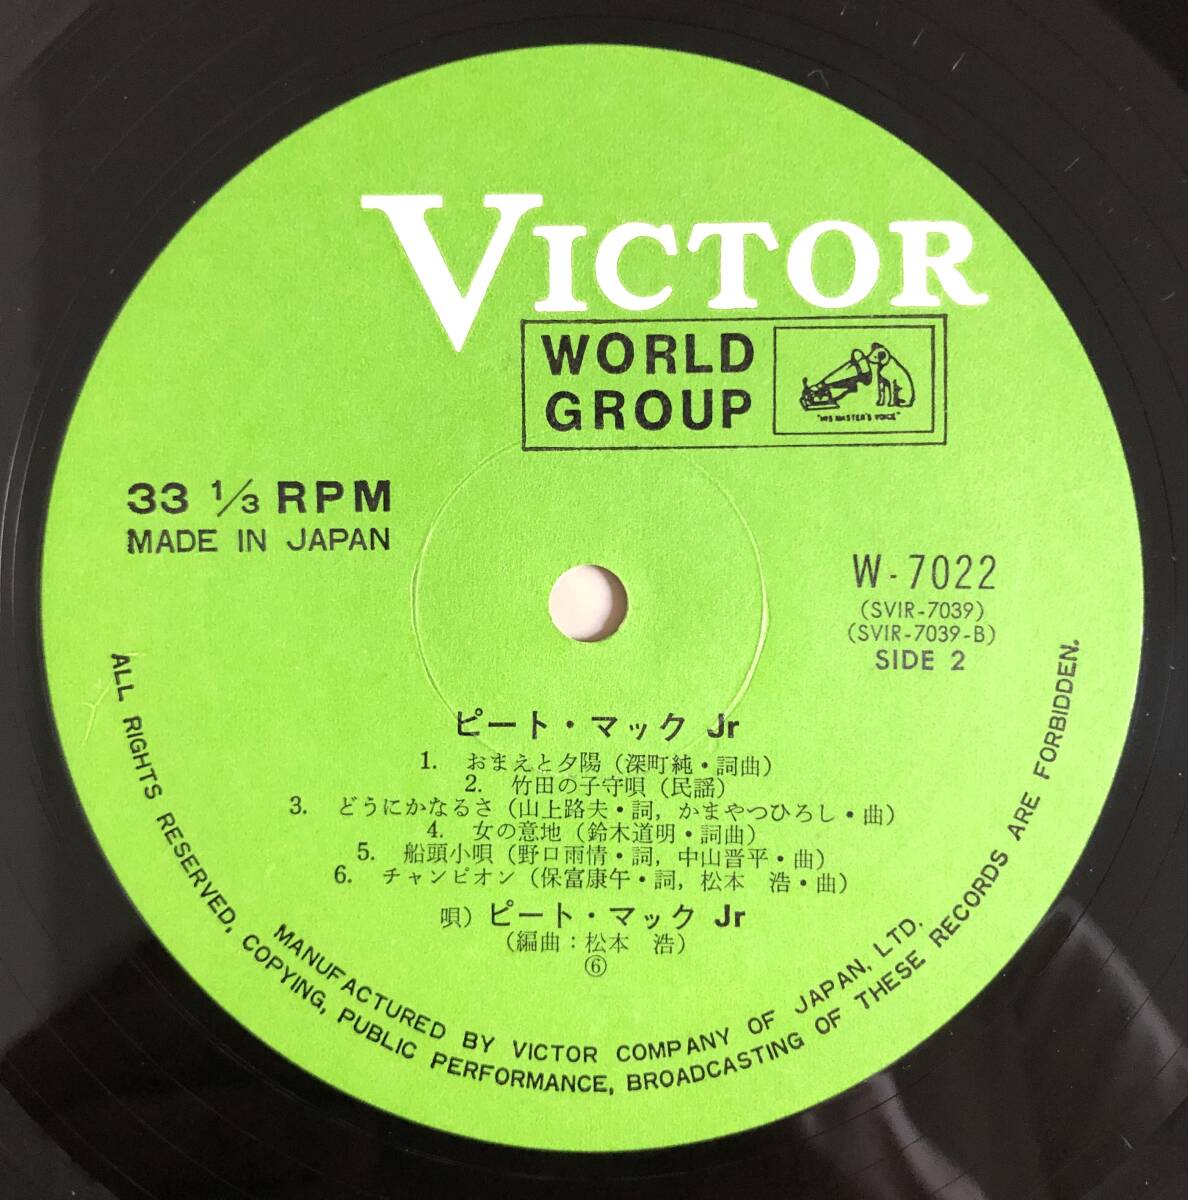 VICTOR
WORLD
GROUP
"HIS MASTER'S VOICE"
33 1/3 RPM
MADE IN JAPAN
W-7022
(SVIR-7039)
(SVIR-7039-B)
SIDE 2
ピート・マック Jr
1. おまえと夕陽(深町純・詞曲)
2. 竹田の子守唄(民謡)
3. どうにかなるさ(山上路夫・詞, かまやつひろし・曲)
4. 女の意地(鈴木道明・詞曲)
5. 船頭小唄(野口雨情・詞, 中山晋平・曲)
6. チャンピオン(保富康午・詞, 松本 浩・曲)
唄) ピート・マック Jr
(編曲：松本 浩)
⑥
MANUFACTURED BY VICTOR COMPANY OF JAPAN, LTD.
ALL RIGHTS RESERVED, COPYING, PUBLIC PERFORMANCE, BROADCASTING OF THESE RECORDS ARE FORBIDDEN.